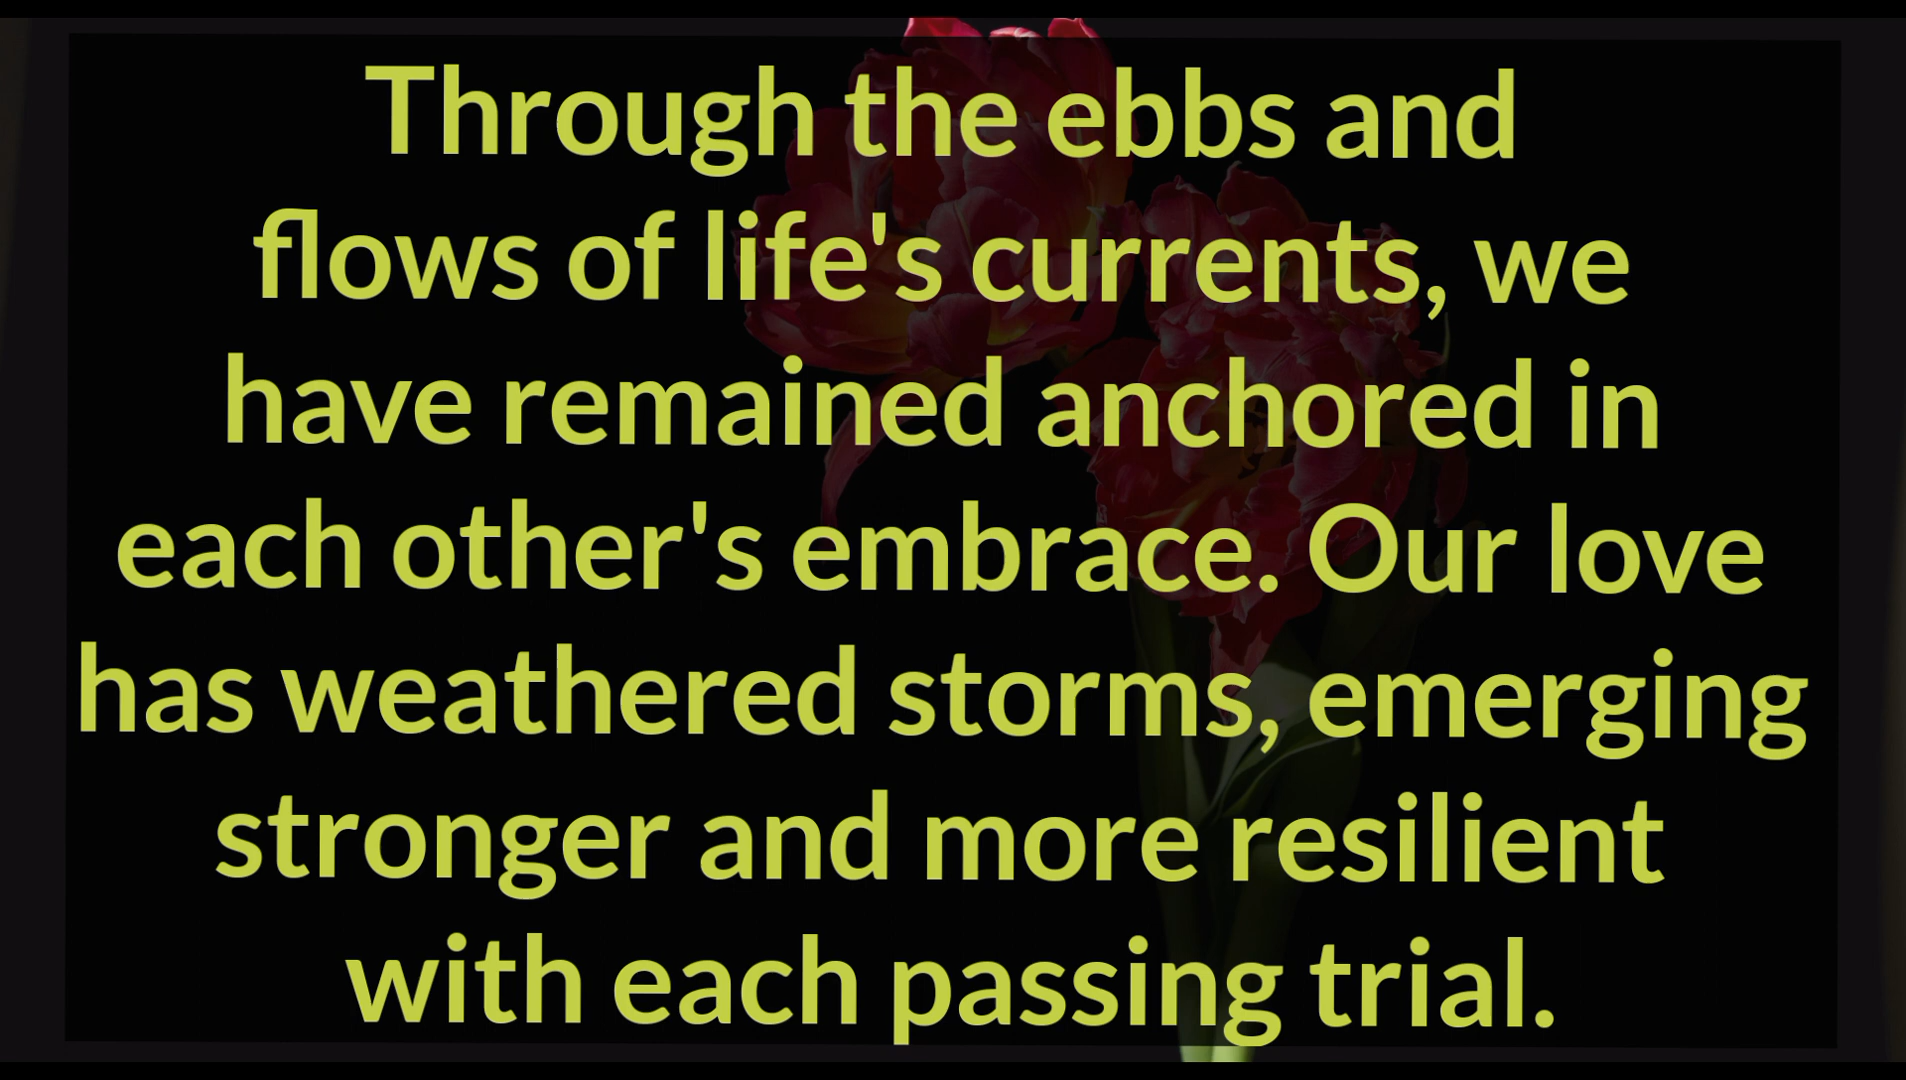 Through the ebbs and
flows of life's currents, we
have remained anchored in
each other's embrace. Our love
has weathered storms, emerging
stronger and more resilient
with each passing trial.